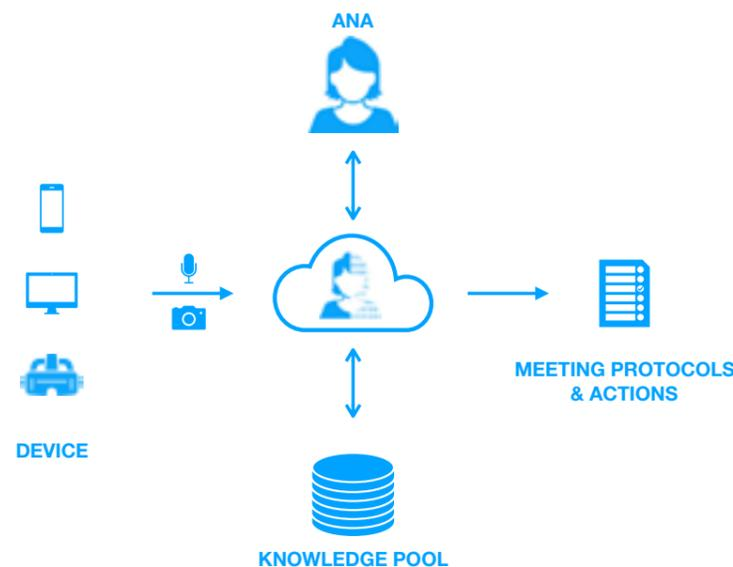 ANA
MEETING PROTOCOLS
& ACTIONS
DEVICE
KNOWLEDGE POOL